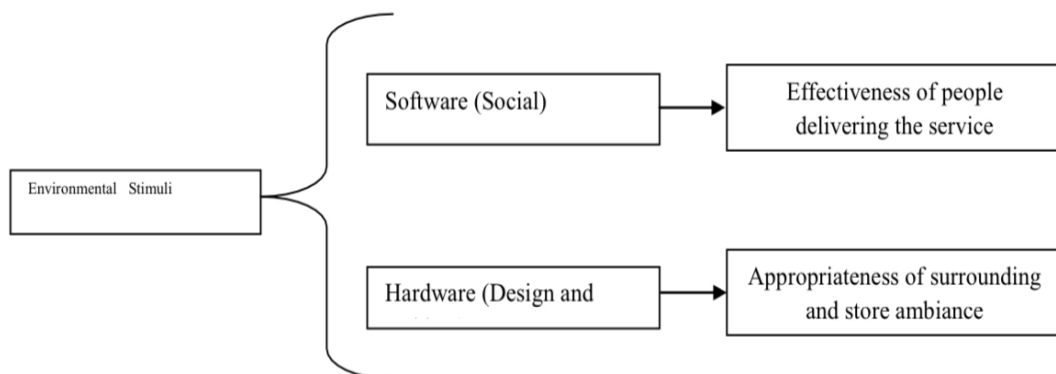 Software (Social)
Effectiveness of people
delivering the service
Environmental Stimuli
Hardware (Design and
Appropriateness of surrounding
and store ambiance